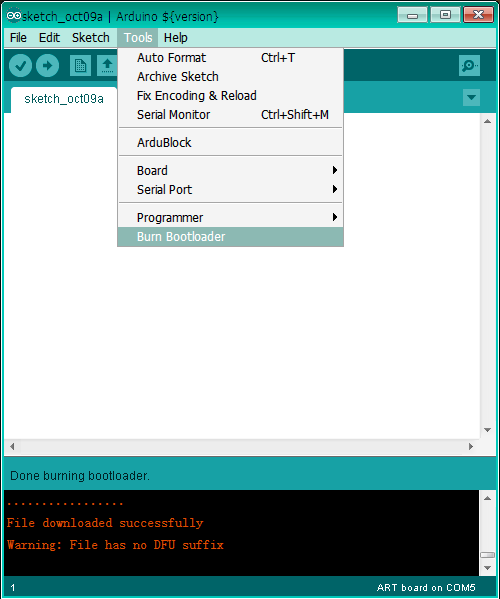 sketch_oct09a | Arduino ${version}
File Edit Sketch Tools Help
sketch_oct09a
Auto Format Ctrl+T
Archive Sketch
Fix Encoding & Reload
Serial Monitor Ctrl+Shift+M
ArduBlock
Board
Serial Port
Programmer
Burn Bootloader
Done burning bootloader.
.................
File downloaded successfully
Warning: File has no DFU suffix
1 ART board on COM5